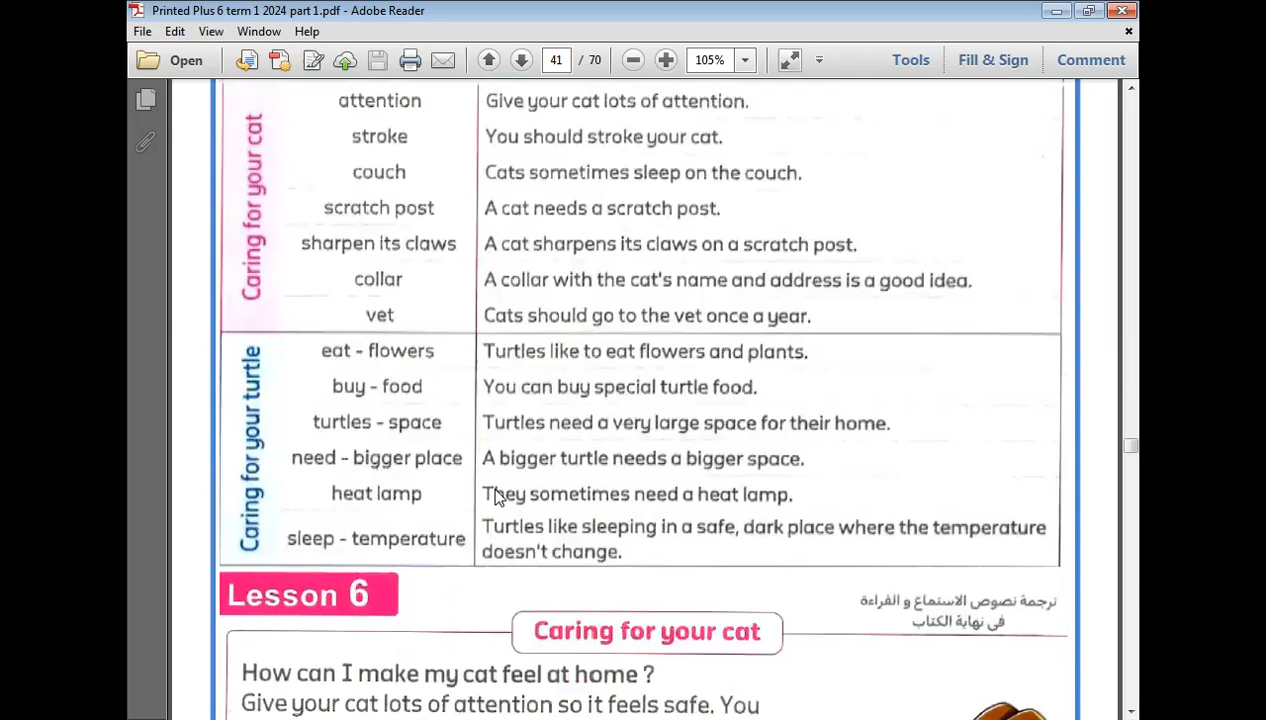 Printed Plus 6 term 1 2024 part 1.pdf - Adobe Reader
File Edit View Window Help
Open 41 / 70 105% Tools Fill & Sign Comment
Caring for your cat
attention Give your cat lots of attention.
stroke You should stroke your cat.
couch Cats sometimes sleep on the couch.
scratch post A cat needs a scratch post.
sharpen its claws A cat sharpens its claws on a scratch post.
collar A collar with the cat's name and address is a good idea.
vet Cats should go to the vet once a year.
Caring for your turtle
eat - flowers Turtles like to eat flowers and plants.
buy - food You can buy special turtle food.
turtles - space Turtles need a very large space for their home.
need - bigger place A bigger turtle needs a bigger space.
heat lamp They sometimes need a heat lamp.
sleep - temperature Turtles like sleeping in a safe, dark place where the temperature
doesn't change.
Lesson 6
ترجمة نصوص الاستماع و القراءة
فى نهاية الكتاب
Caring for your cat
How can I make my cat feel at home ?
Give your cat lots of attention so it feels safe. You